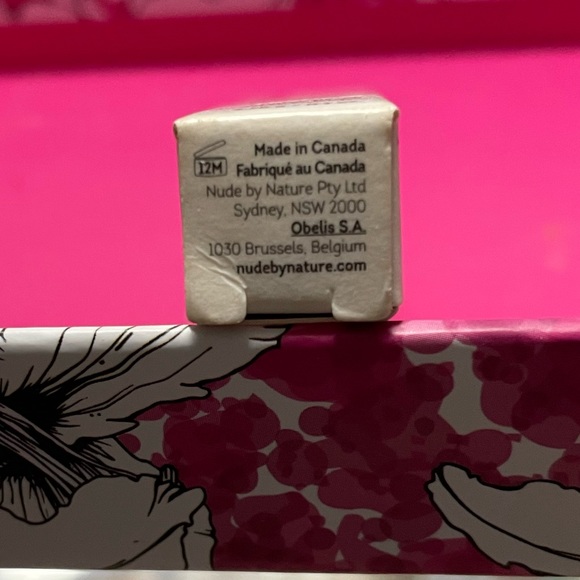 12M
Made in Canada
Fabriqué au Canada
Nude by Nature Pty Ltd
Sydney, NSW 2000
Obelis S.A.
1030 Brussels, Belgium
nudebynature.com